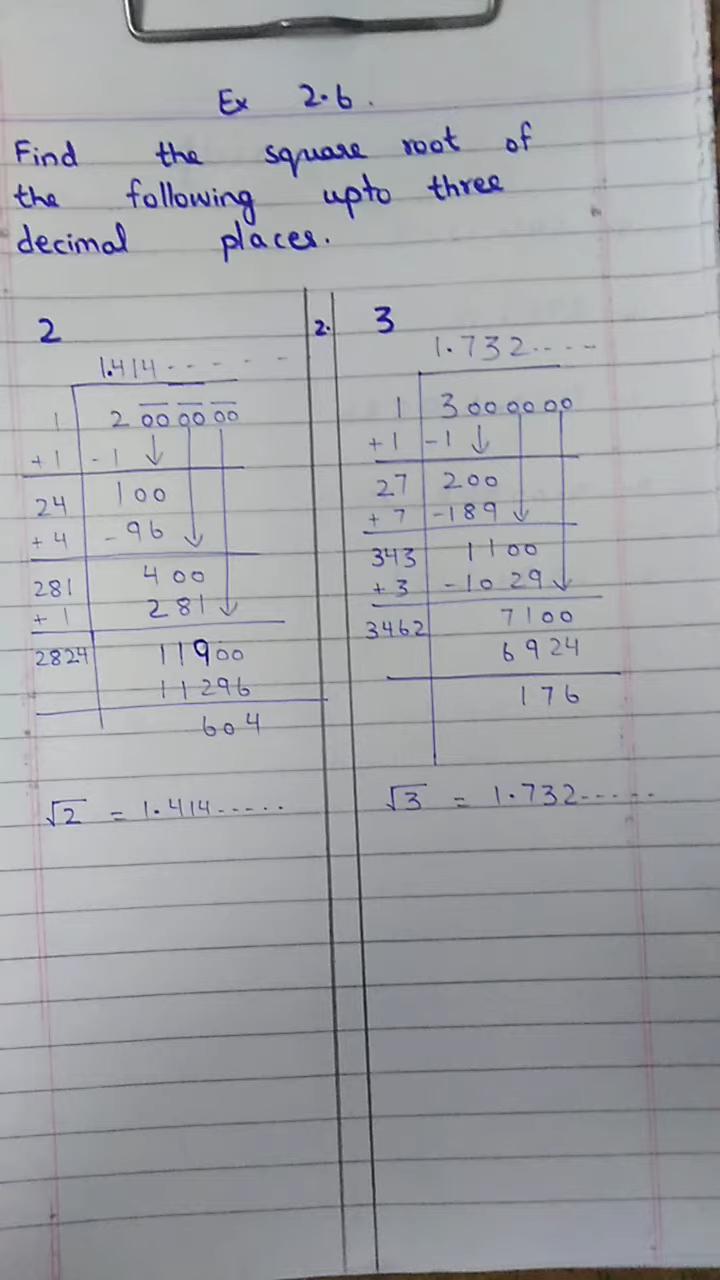 Ex 2.6.
Find the square root of
the following upto three
decimal places.
2
1.414------
1 2 00 00 00
+1 -1
24 100
+4 -96
281 400
+1 281
2824 11900
11296
604
√2 = 1.414.....
2. 3
1.732----
1 3 00 00 00
+1 -1
27 200
+7 -189
343 1100
+3 -1029
3462 7100
6924
176
√3 = 1.732-----